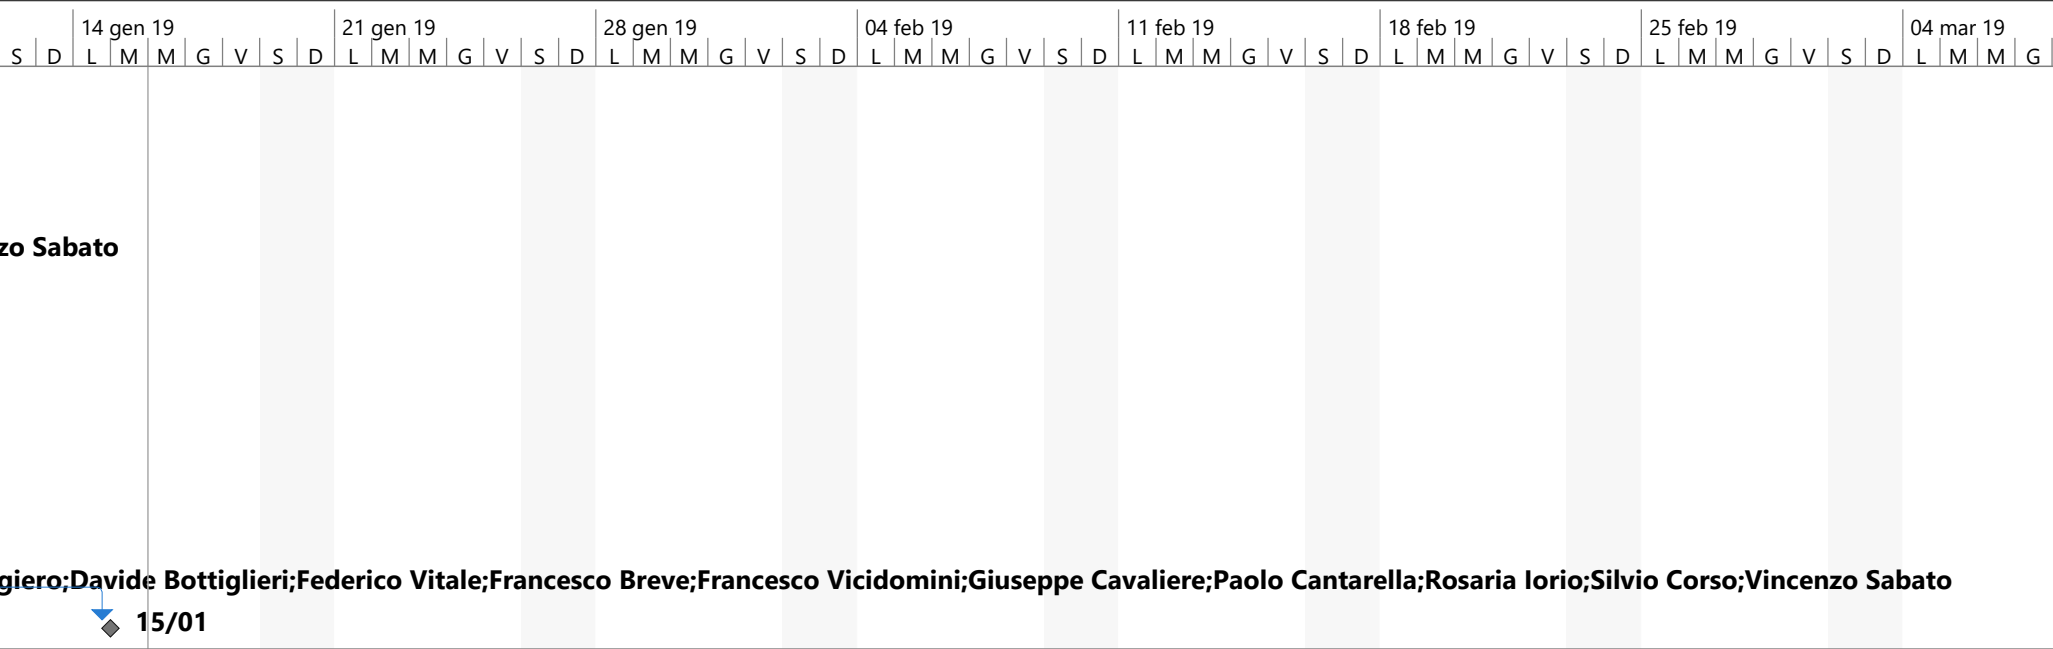 14 gen 19 21 gen 19 28 gen 19 04 feb 19 11 feb 19 18 feb 19 25 feb 19 04 mar 19
S D L M M G V S D L M M G V S D L M M G V S D L M M G V S D L M M G V S D L M M G V S D L M M G V S D L M M G
zo Sabato
giero;Davide Bottiglieri;Federico Vitale;Francesco Breve;Francesco Vicidomini;Giuseppe Cavaliere;Paolo Cantarella;Rosaria Iorio;Silvio Corso;Vincenzo Sabato
15/01